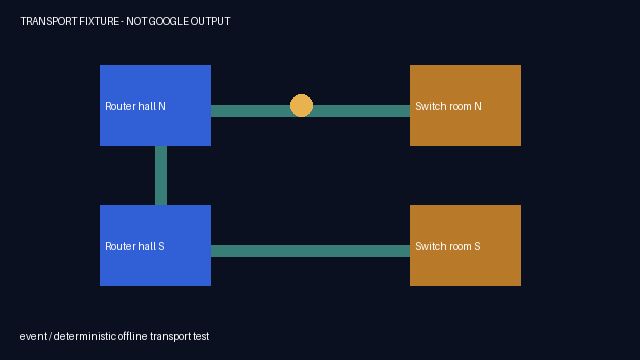 TRANSPORT FIXTURE - NOT GOOGLE OUTPUT
Router hall N
Switch room N
Router hall S
Switch room S
event / deterministic offline transport test